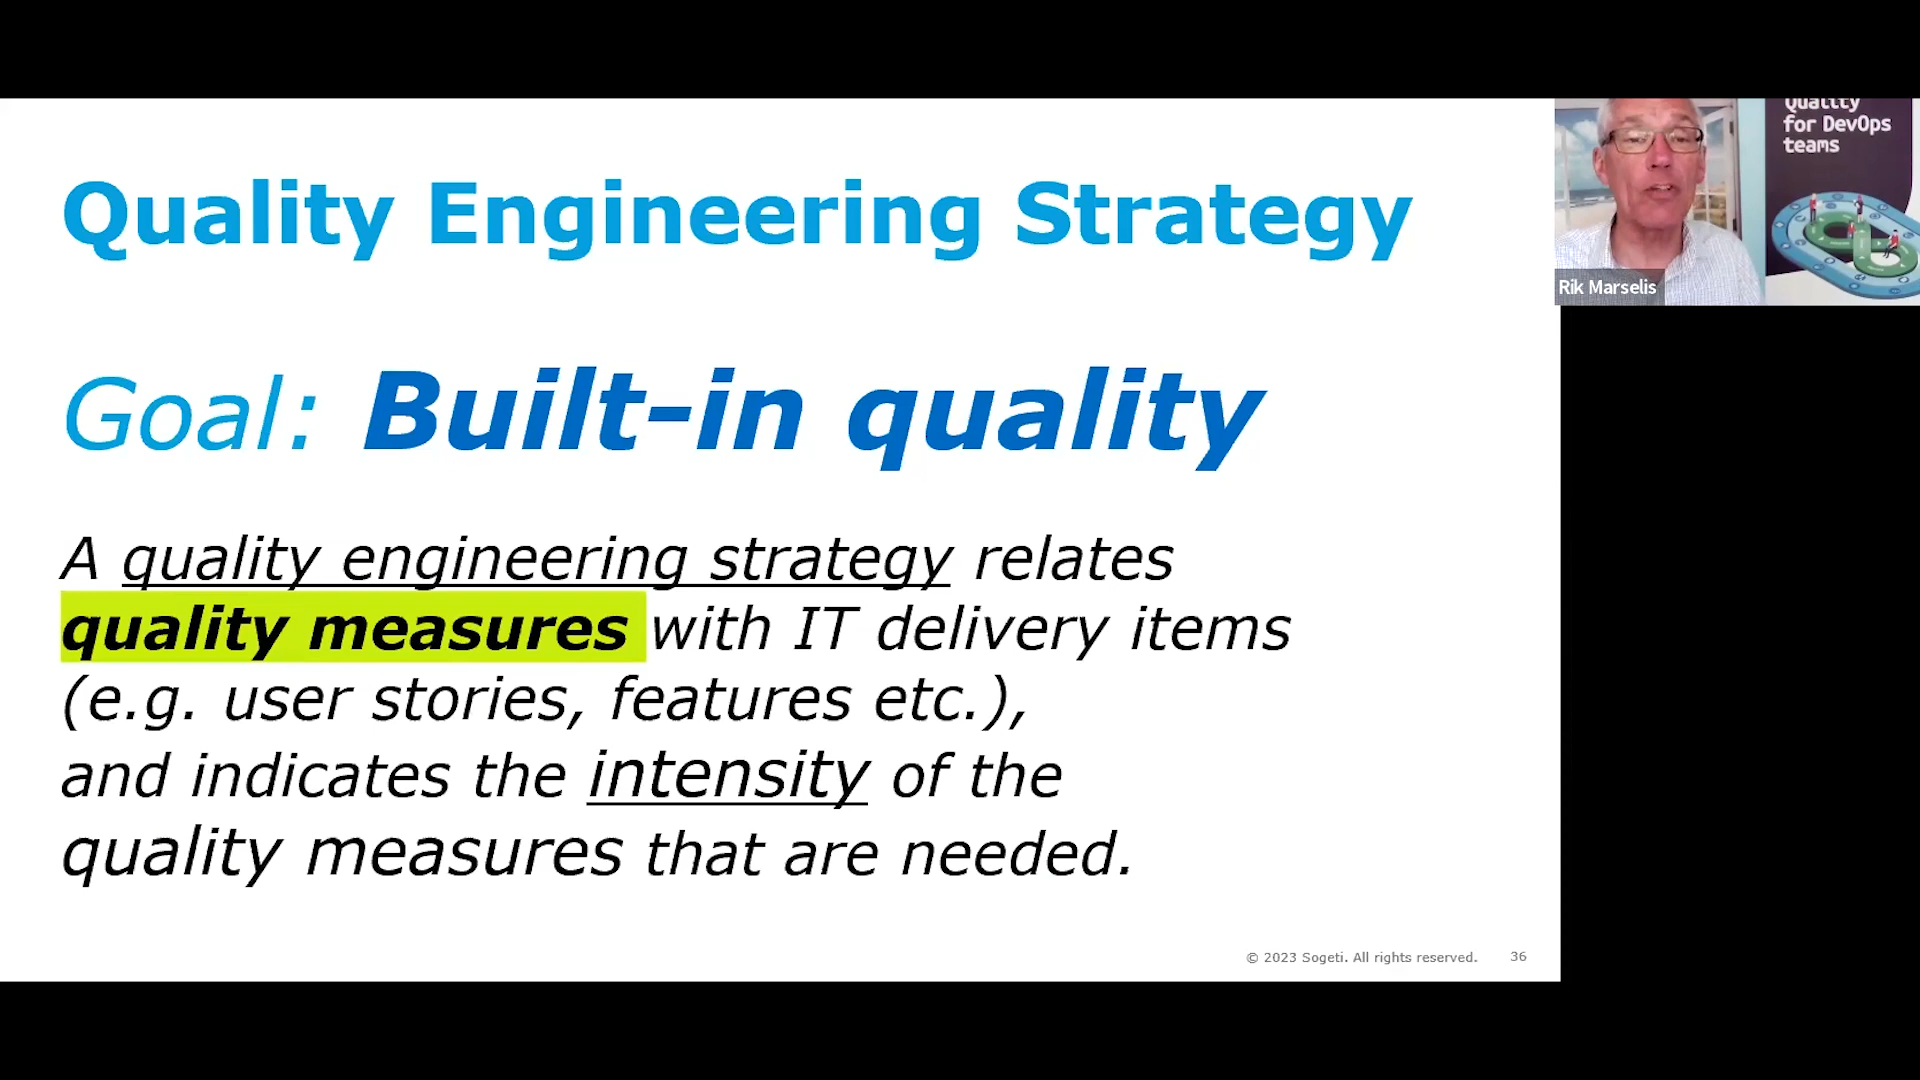 Quality Engineering Strategy
Goal: Built-in quality
A quality engineering strategy relates
quality measures with IT delivery items
(e.g. user stories, features etc.),
and indicates the intensity of the
quality measures that are needed.
© 2023 Sogeti. All rights reserved. 36
Quality
for DevOps
teams
Rik Marselis